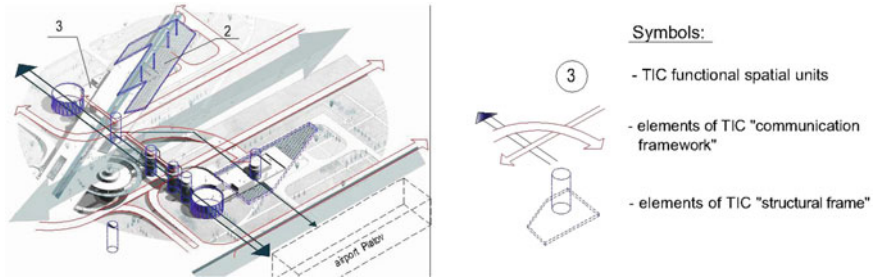 3
2
airport Platov
Symbols:
3
- TIC functional spatial units
- elements of TIC "communication
framework"
- elements of TIC "structural frame"